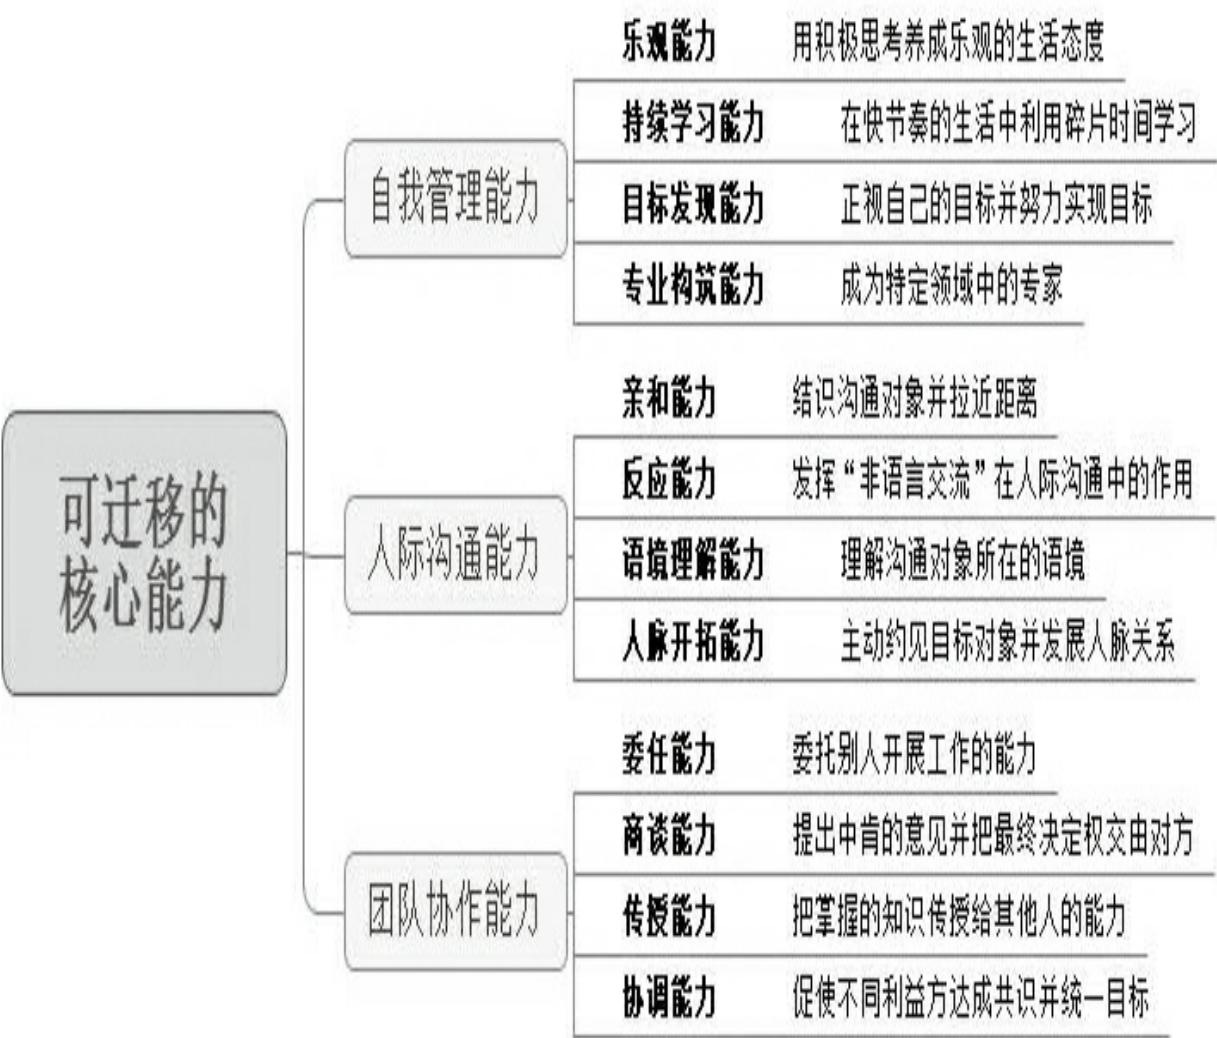 可迁移的
核心能力
自我管理能力
乐观能力 用积极思考养成乐观的生活态度
持续学习能力 在快节奏的生活中利用碎片时间学习
目标发现能力 正视自己的目标并努力实现目标
专业构筑能力 成为特定领域中的专家
人际沟通能力
亲和能力 结识沟通对象并拉近距离
反应能力 发挥“非语言交流”在人际沟通中的作用
语境理解能力 理解沟通对象所在的语境
人脉开拓能力 主动约见目标对象并发展人脉关系
团队协作能力
委任能力 委托别人开展工作的能力
商谈能力 提出中肯的意见并把最终决定权交由对方
传授能力 把掌握的知识传授给其他人的能力
协调能力 促使不同利益方达成共识并统一目标